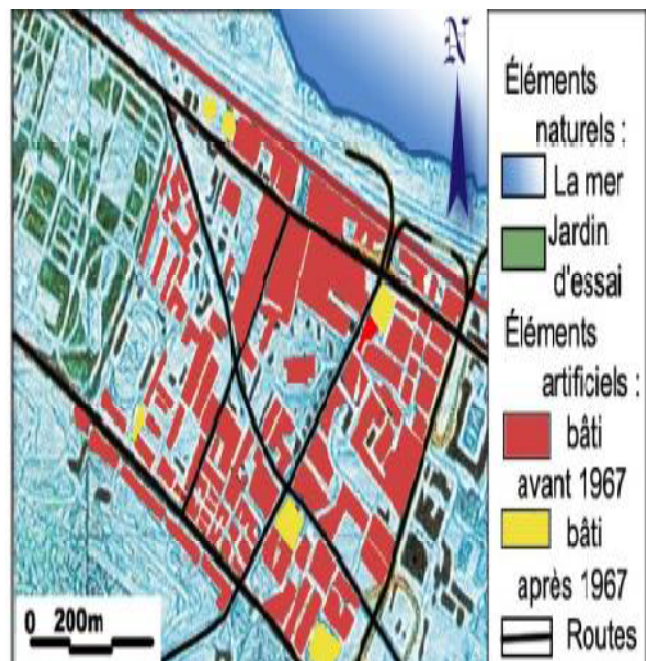 N
Éléments
naturels :
La mer
Jardin
d'essai
Éléments
artificiels :
bâti
avant 1967
bâti
après 1967
Routes
0 200m